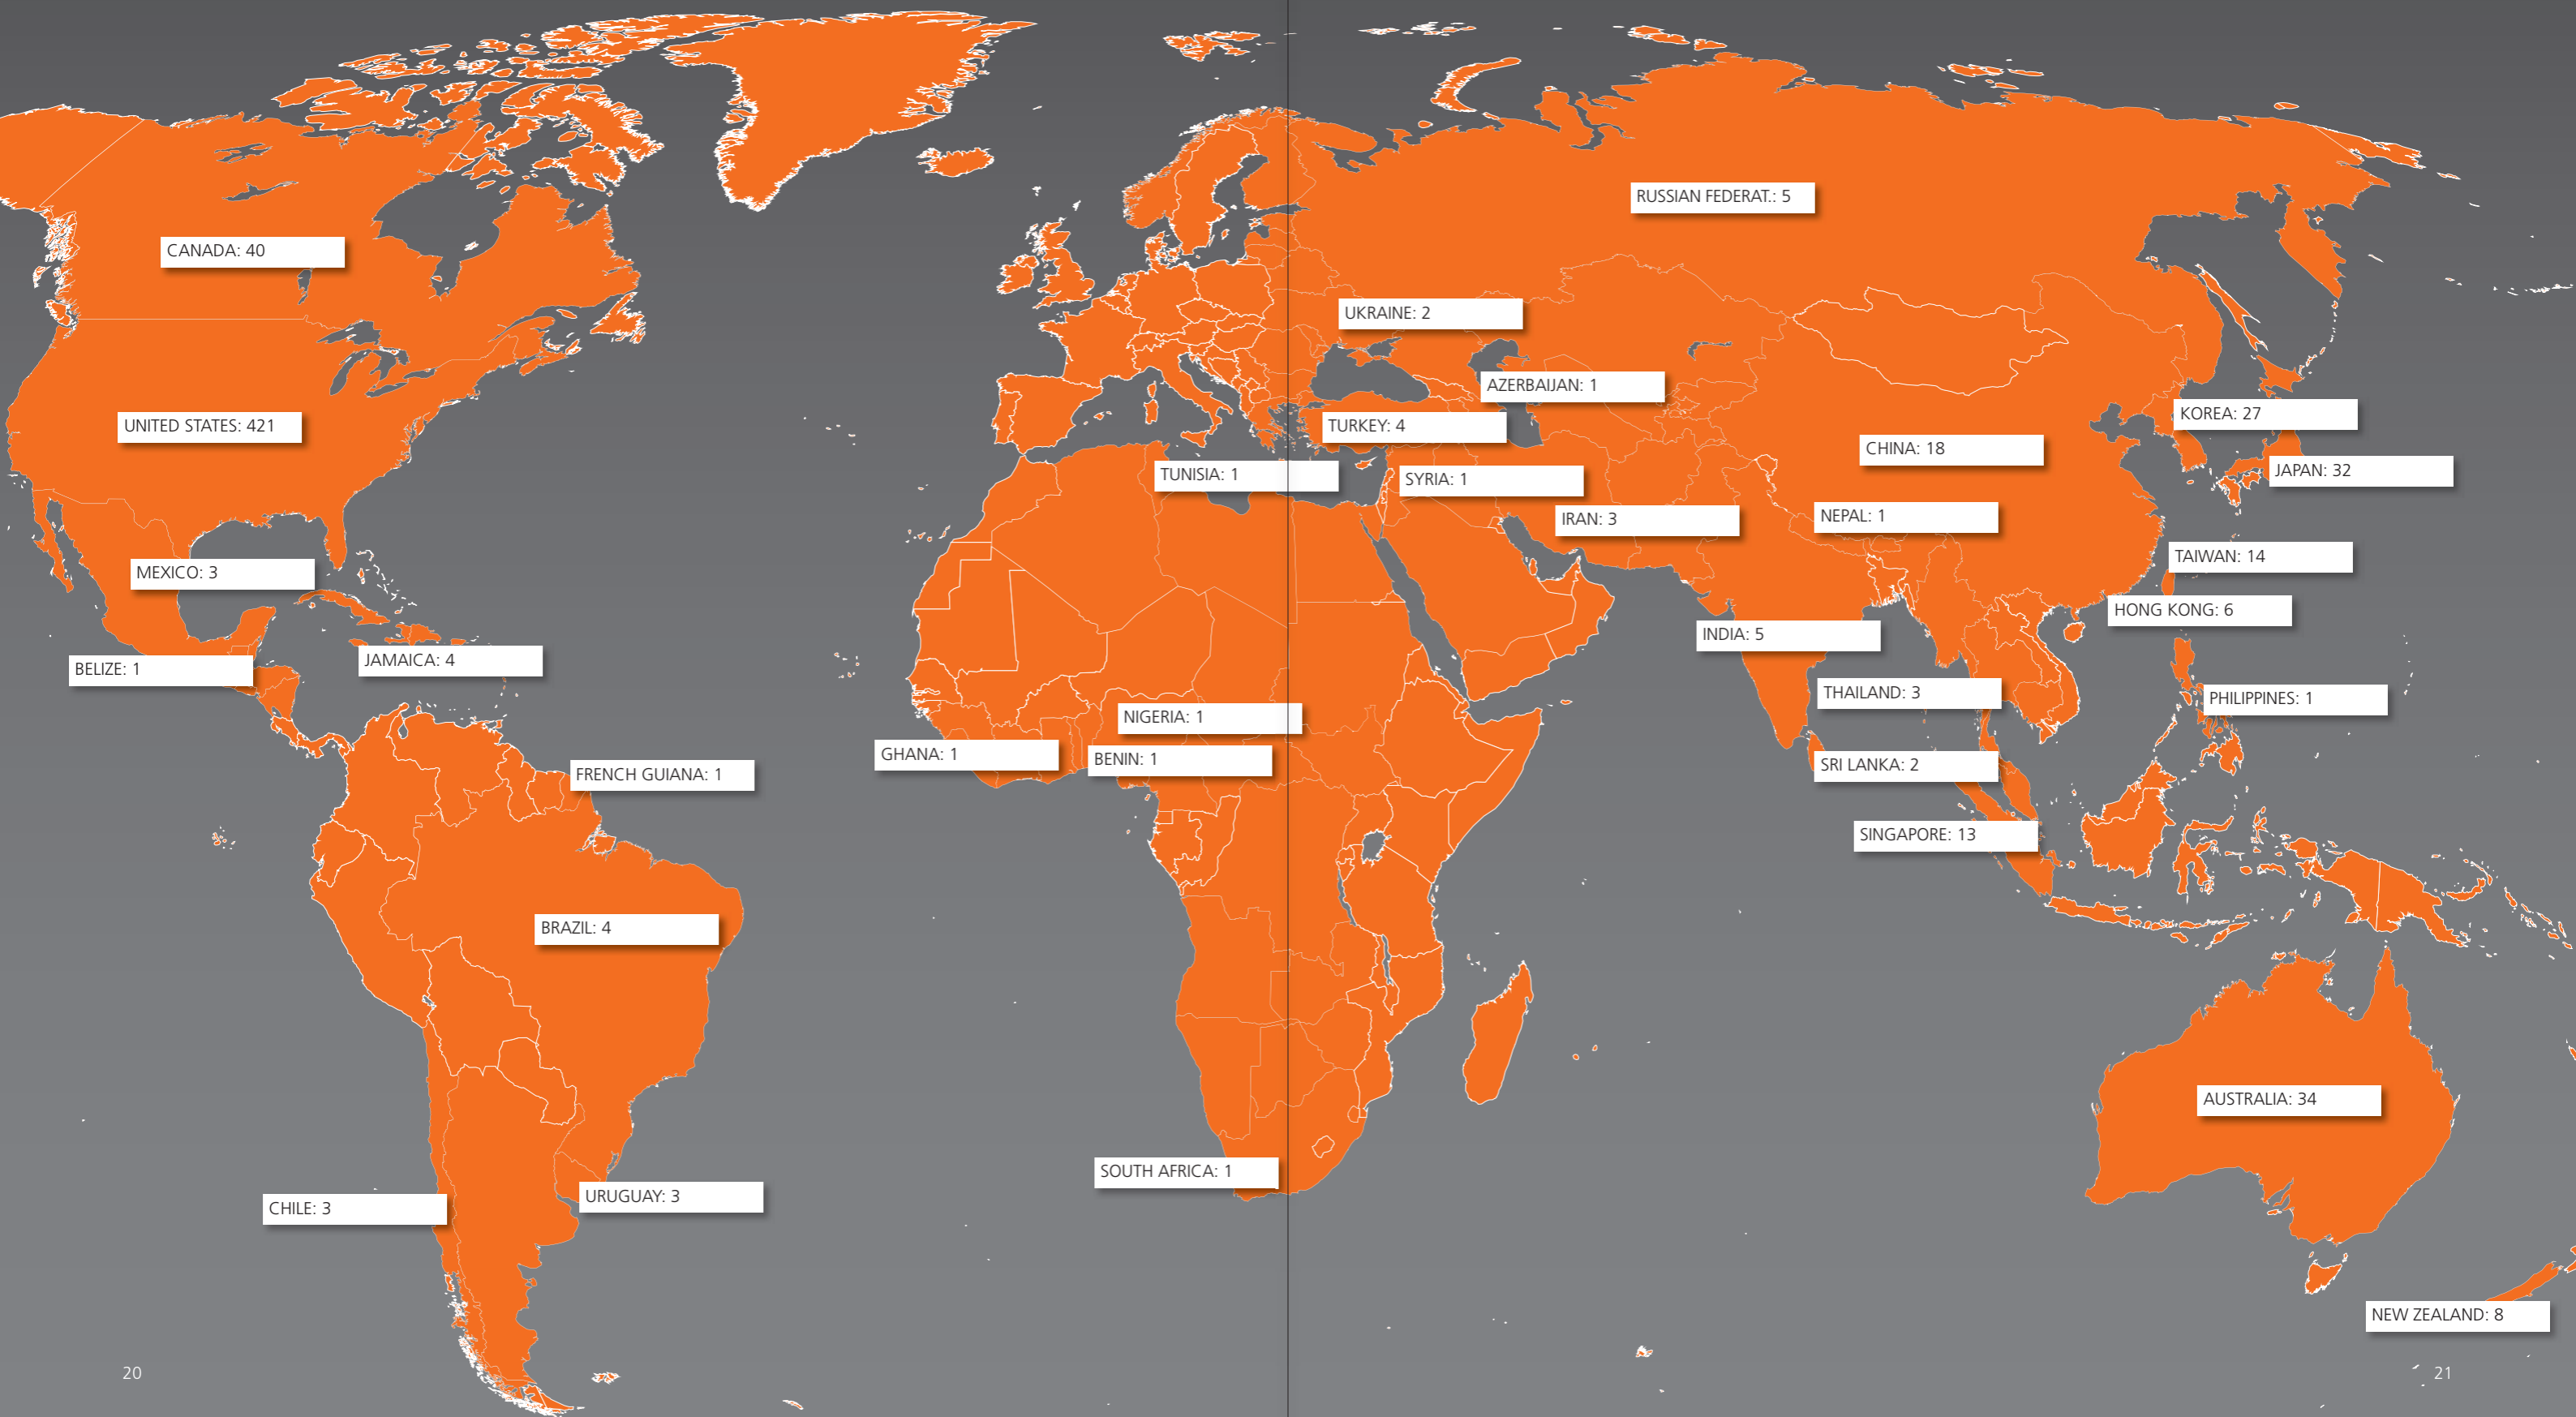 RUSSIAN FEDERAT.: 5
CANADA: 40
UKRAINE: 2
AZERBAIJAN: 1
KOREA: 27
UNITED STATES: 421
TURKEY: 4
CHINA: 18
JAPAN: 32
TUNISIA: 1
SYRIA: 1
IRAN: 3
NEPAL: 1
TAIWAN: 14
MEXICO: 3
HONG KONG: 6
INDIA: 5
JAMAICA: 4
BELIZE: 1
THAILAND: 3
PHILIPPINES: 1
NIGERIA: 1
GHANA: 1
BENIN: 1
SRI LANKA: 2
FRENCH GUIANA: 1
SINGAPORE: 13
BRAZIL: 4
AUSTRALIA: 34
SOUTH AFRICA: 1
URUGUAY: 3
CHILE: 3
NEW ZEALAND: 8
20
21